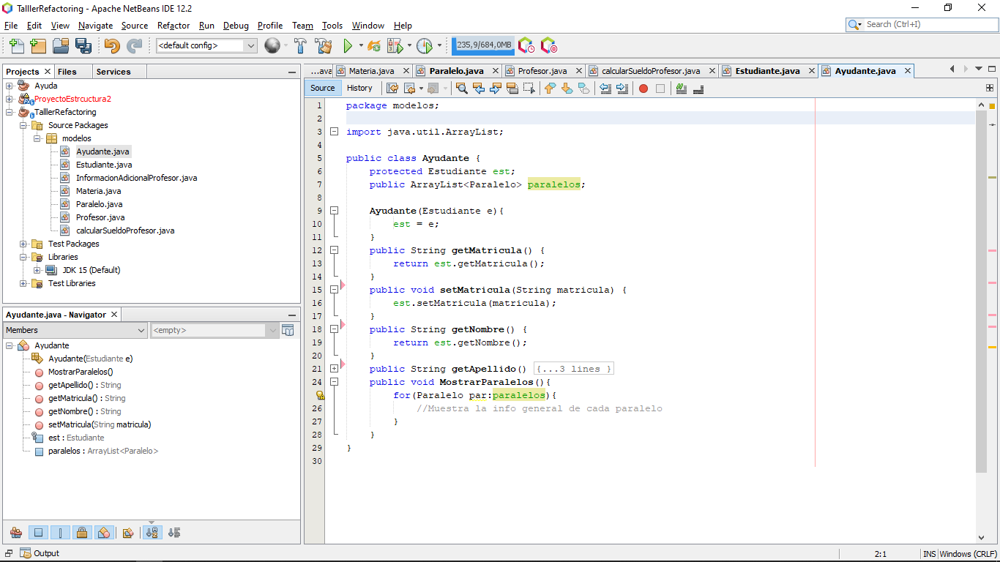 TalllerRefactoring - Apache NetBeans IDE 12.2
File Edit View Navigate Source Refactor Run Debug Profile Team Tools Window Help
Search (Ctrl+I)
<default config>
235,9/684,0MB
Projects Files Services
Ayuda
ProyectoEstrcuctura2
TalllerRefactoring
Source Packages
modelos
Ayudante.java
Estudiante.java
InformacionAdicionalProfesor.java
Materia.java
Paralelo.java
Profesor.java
calcularSueldoProfesor.java
Test Packages
Libraries
JDK 15 (Default)
Test Libraries
Ayudante.java - Navigator
Members
<empty>
Ayudante
Ayudante(Estudiante e)
MostrarParalelos()
getApellido() : String
getMatricula() : String
getNombre() : String
setMatricula(String matricula)
est : Estudiante
paralelos : ArrayList<Paralelo>
...ava Materia.java Paralelo.java Profesor.java calcularSueldoProfesor.java Estudiante.java Ayudante.java
Source History
1 package modelos;
2
3 import java.util.ArrayList;
4
5 public class Ayudante {
6 protected Estudiante est;
7 public ArrayList<Paralelo> paralelos;
8
9 Ayudante(Estudiante e){
10 est = e;
11 }
12 public String getMatricula() {
13 return est.getMatricula();
14 }
15 public void setMatricula(String matricula) {
16 est.setMatricula(matricula);
17 }
18 public String getNombre() {
19 return est.getNombre();
20 }
21 public String getApellido() {...3 lines }
24 public void MostrarParalelos(){
for(Paralelo par:paralelos){
26 //Muestra la info general de cada paralelo
27 }
28 }
29 }
30
Output
2:1 INS Windows (CRLF)